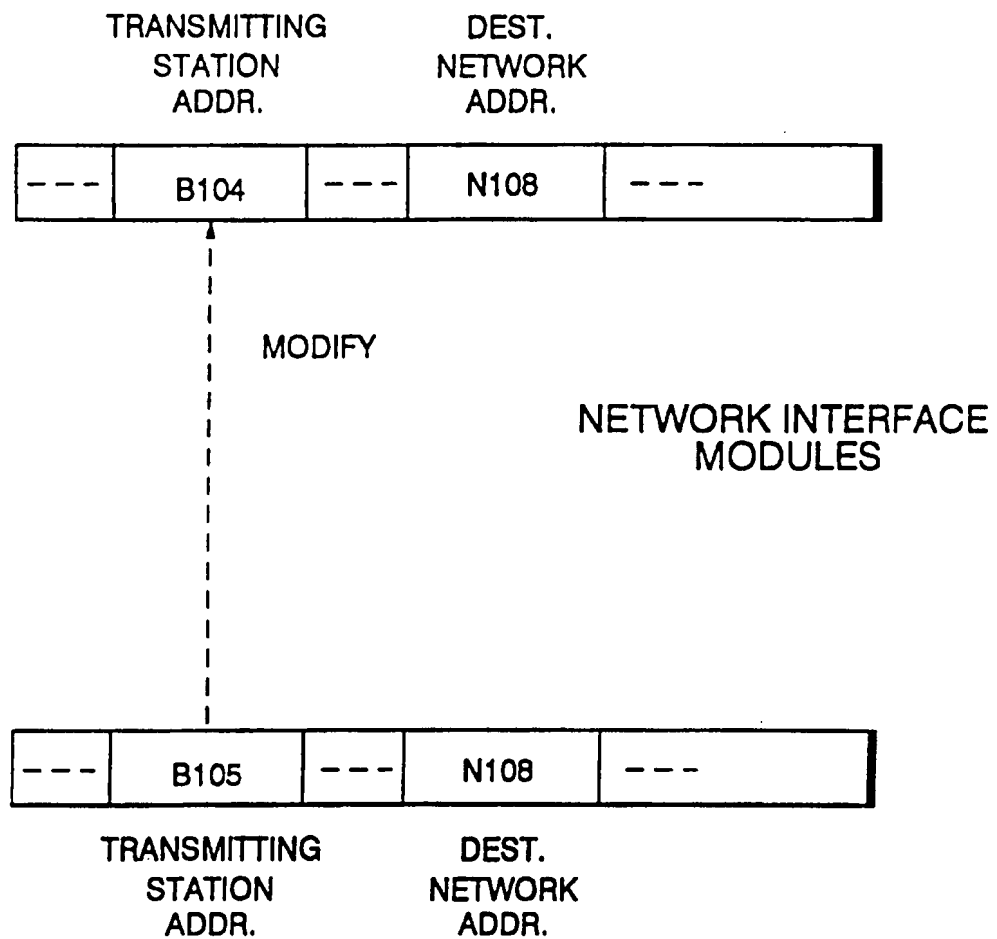 TRANSMITTING
STATION
ADDR.
DEST.
NETWORK
ADDR.
--- B104 --- N108 ---
MODIFY
NETWORK INTERFACE
MODULES
--- B105 --- N108 ---
TRANSMITTING
STATION
ADDR.
DEST.
NETWORK
ADDR.